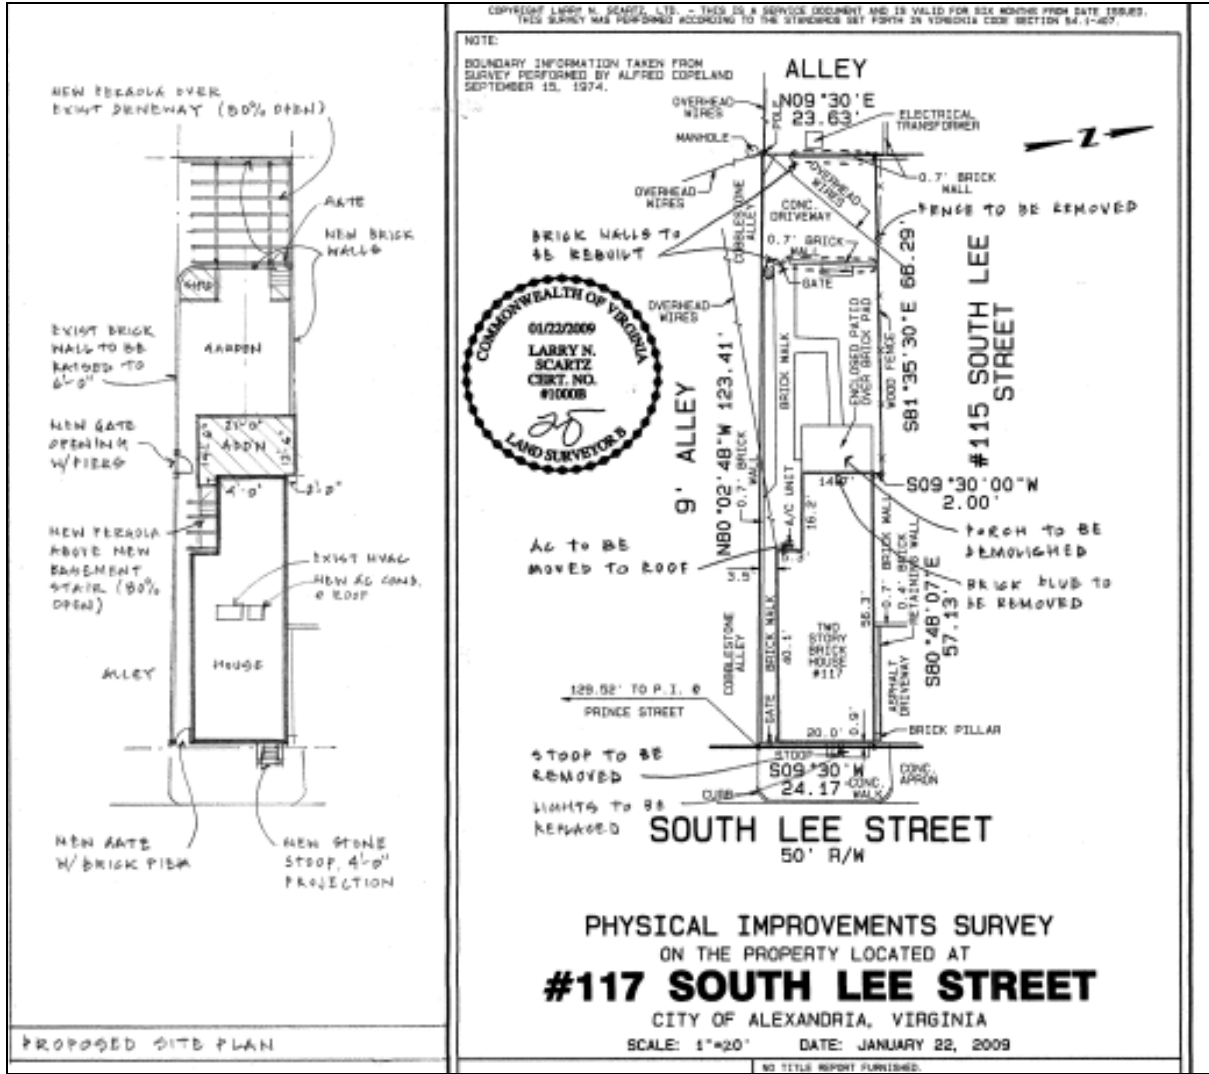 NEW PERGOLA OVER
EXIST DRIVEWAY (80% OPEN)
GATE
NEW BRICK
WALLS
SHED
EXIST BRICK
WALL TO BE
RAISED TO
6'-0"
GARDEN
NEW GATE
OPENING
W/PIERS
21'-0"
ADD'N
4'-0"
2'-0"
NEW PERGOLA
ABOVE NEW
BASEMENT
STAIR (80%
OPEN)
EXIST HVAC
NEW AC COND.
@ ROOF
HOUSE
ALLEY
NEW GATE
W/ BRICK PIER
NEW STONE
STOOP, 4'-0"
PROJECTION
PROPOSED SITE PLAN
COPYRIGHT LARRY N. SCARTZ, LTD. - THIS IS A SERVICE DOCUMENT AND IS VALID FOR SIX MONTHS FROM DATE ISSUED.
THIS SURVEY WAS PERFORMED ACCORDING TO THE STANDARDS SET FORTH IN VIRGINIA CODE SECTION 54.1-407.
NOTE:
BOUNDARY INFORMATION TAKEN FROM
SURVEY PERFORMED BY ALFRED COPELAND
SEPTEMBER 15, 1974.
ALLEY
N09°30'E
23.63'
OVERHEAD
WIRES
POLE
ELECTRICAL
TRANSFORMER
MANHOLE
Z
OVERHEAD
WIRES
OVERHEAD
WIRES
0.7' BRICK
WALL
COBBLESTONE
ALLEY
CONC.
DRIVEWAY
FENCE TO BE REMOVED
BRICK WALLS TO
BE REBUILT
0.7' BRICK
WALL
GATE
S81°35'30"E 66.29'
#115 SOUTH LEE
STREET
COMMONWEALTH OF VIRGINIA
01/22/2009
LARRY N.
SCARTZ
CERT. NO.
#1000B
LAND SURVEYOR B
OVERHEAD
WIRES
9' ALLEY
N80°02'48"W 123.41'
0.7' BRICK
WALL
BRICK WALK
ENCLOSED PATIO
OVER BRICK PAD
WOOD FENCE
S09°30'00"W
2.00'
A/C UNIT
16.2'
14.7'
AC TO BE
MOVED TO ROOF
PORCH TO BE
DEMOLISHED
0.7' BRICK WALL
0.4' BRICK
RETAINING WALL
BRICK FLUE TO
BE REMOVED
3.5'
S80°48'07"E
57.13'
56.3'
TWO
STORY
BRICK
HOUSE
#117
40.1'
COBBLESTONE
ALLEY
BRICK WALK
GATE
ASPHALT
DRIVEWAY
129.52' TO P.I. @
PRINCE STREET
BRICK PILLAR
20.0'
0.9'
STOOP TO BE
REMOVED
STOOP
S09°30'W
24.17
CONC.
WALK
CONC.
APRON
CURB
LIGHTS TO BE
REPLACED
SOUTH LEE STREET
50' R/W
PHYSICAL IMPROVEMENTS SURVEY
ON THE PROPERTY LOCATED AT
#117 SOUTH LEE STREET
CITY OF ALEXANDRIA, VIRGINIA
SCALE: 1"=20' DATE: JANUARY 22, 2009
NO TITLE REPORT FURNISHED.